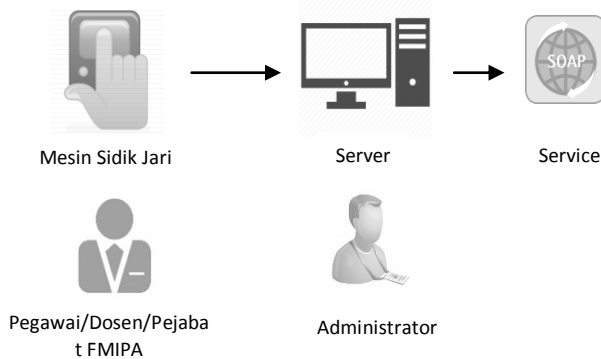 SOAP
Mesin Sidik Jari
Server
Service
Pegawai/Dosen/Pejaba
t FMIPA
Administrator